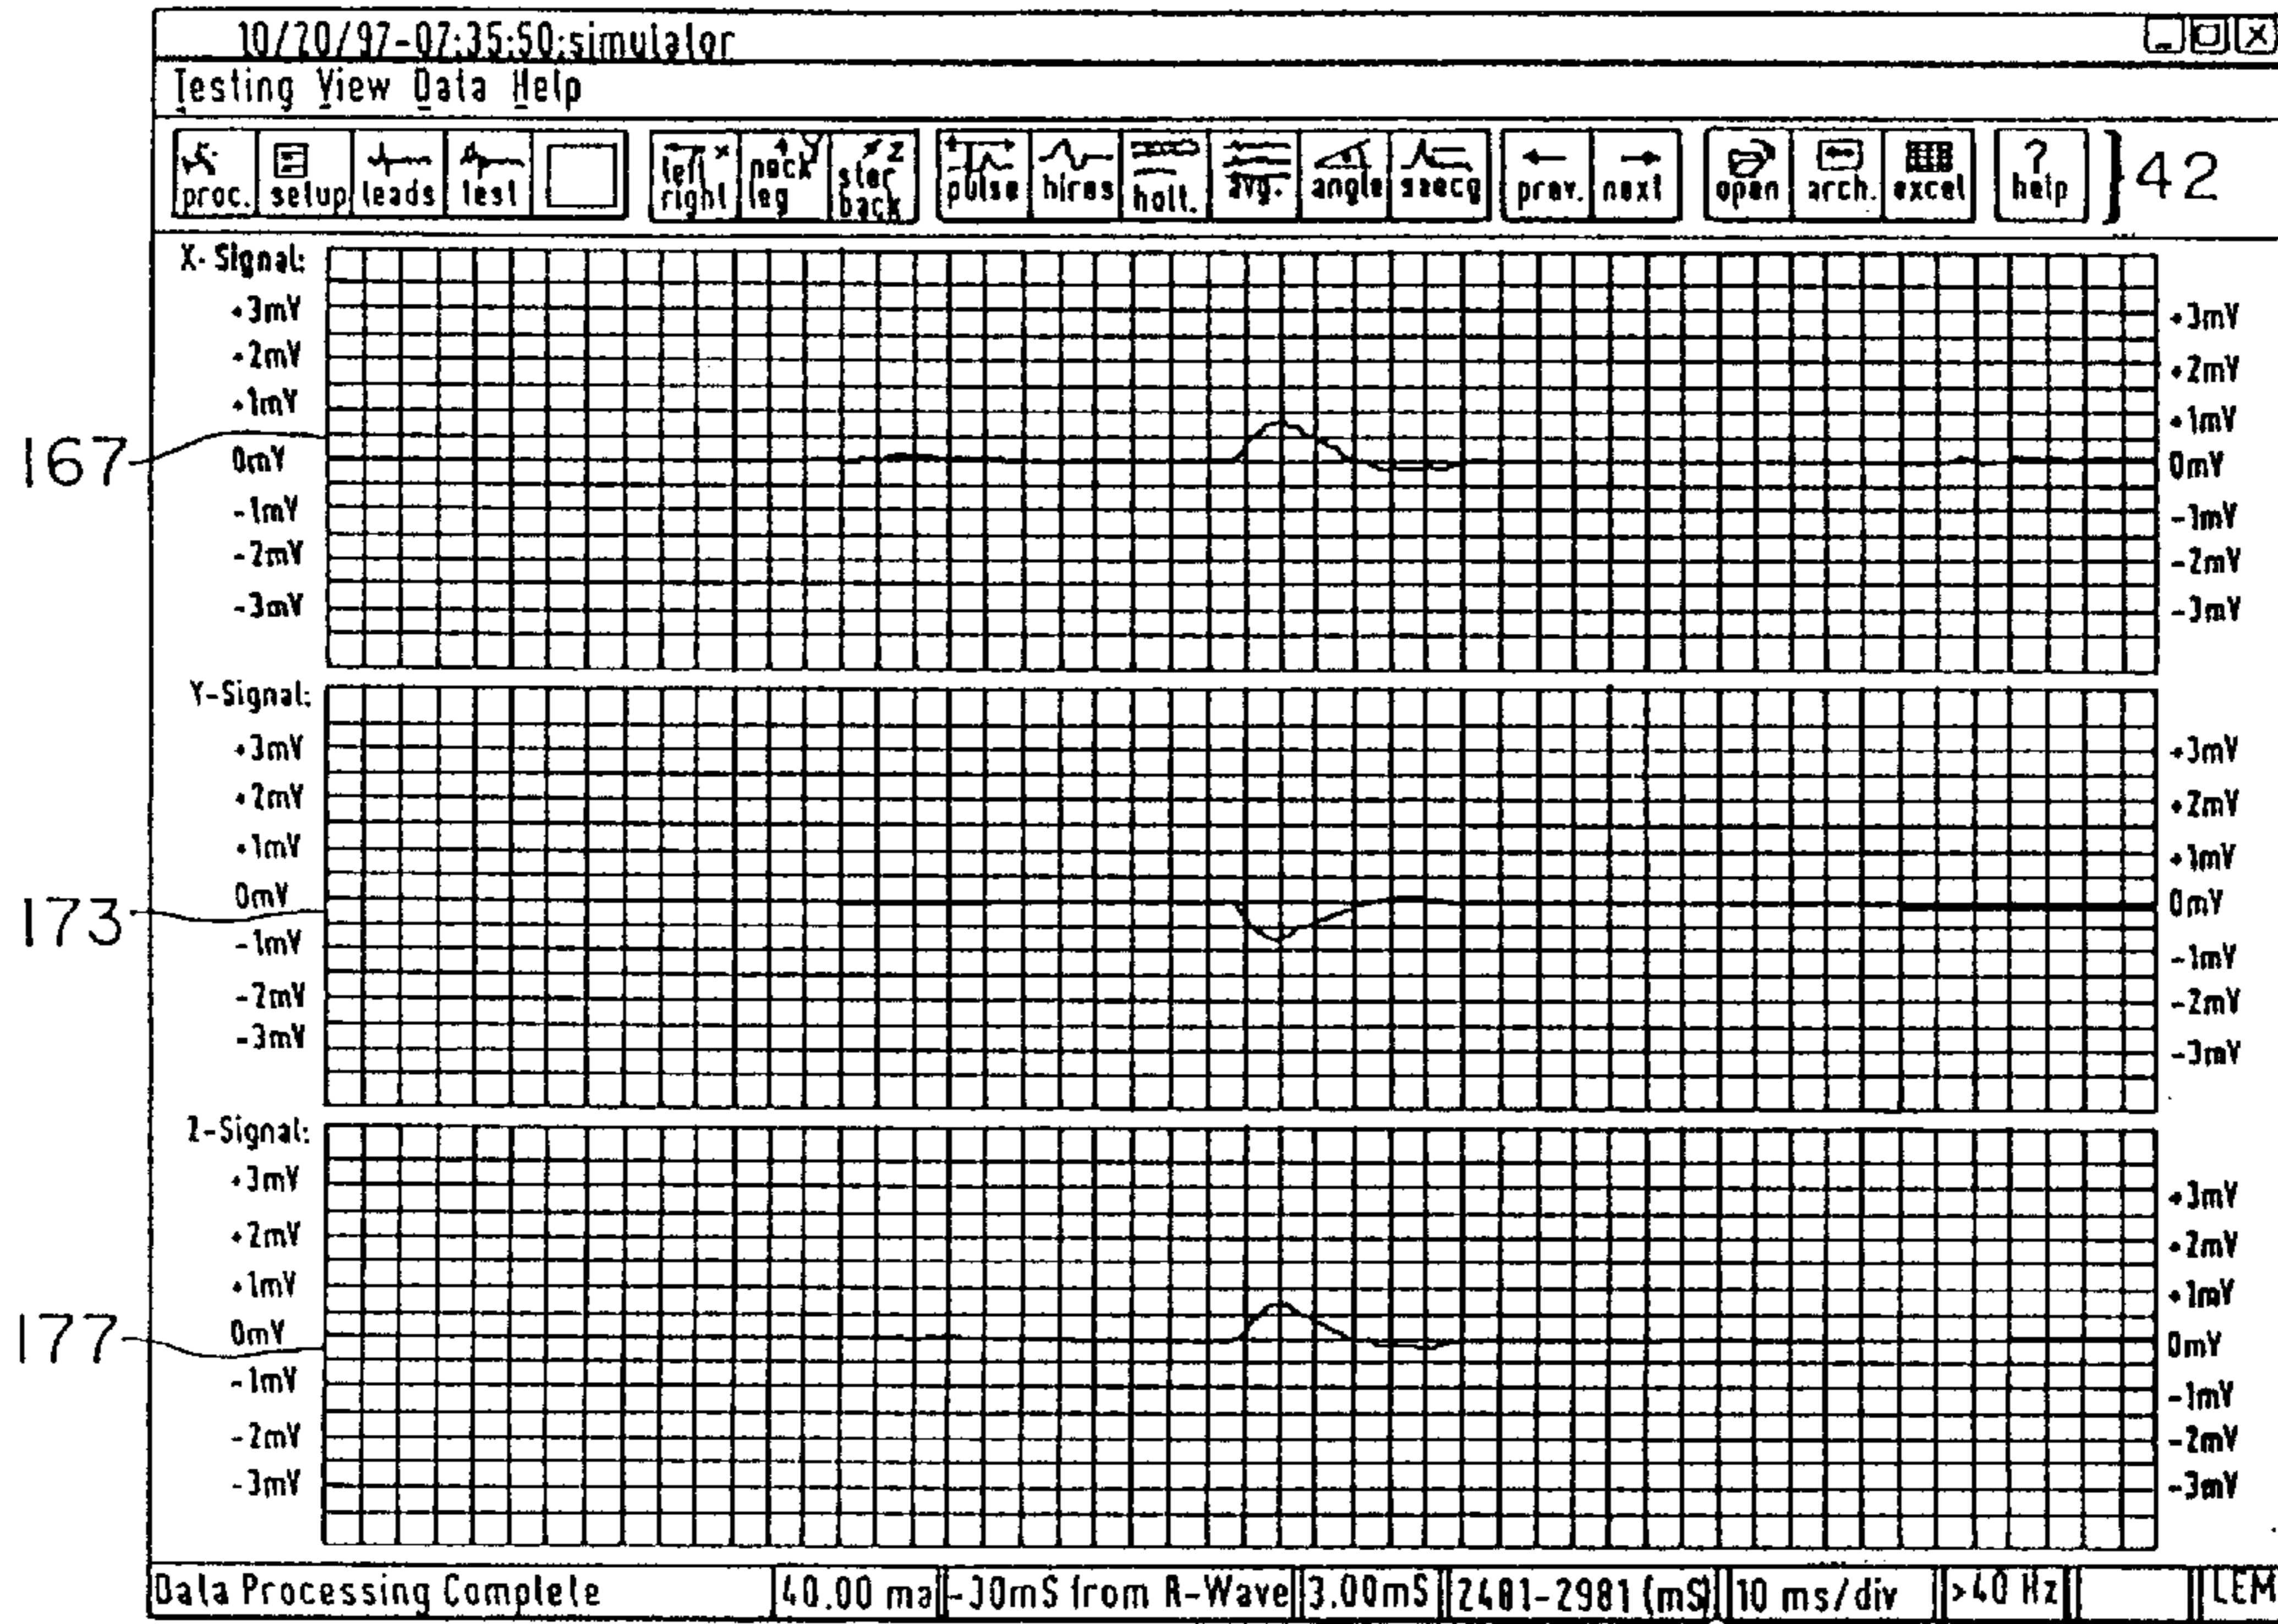 10/20/97-07:35:50:simulator
Testing View Data Help
proc. setup leads test left x right neck y leg ster z back pulse hires holt. avg. angle saecg prev. next open arch. excel ? help 42
X-Signal:
+3mV +3mV
+2mV +2mV
+1mV +1mV
167 0mV 0mV
-1mV -1mV
-2mV -2mV
-3mV -3mV
Y-Signal:
+3mV +3mV
+2mV +2mV
+1mV +1mV
173 0mV 0mV
-1mV -1mV
-2mV -2mV
-3mV -3mV
Z-Signal:
+3mV +3mV
+2mV +2mV
+1mV +1mV
177 0mV 0mV
-1mV -1mV
-2mV -2mV
-3mV -3mV
Data Processing Complete 40.00 ma -30mS from R-Wave 3.00mS 2481-2981 (mS) 10 ms/div >40 Hz LEM